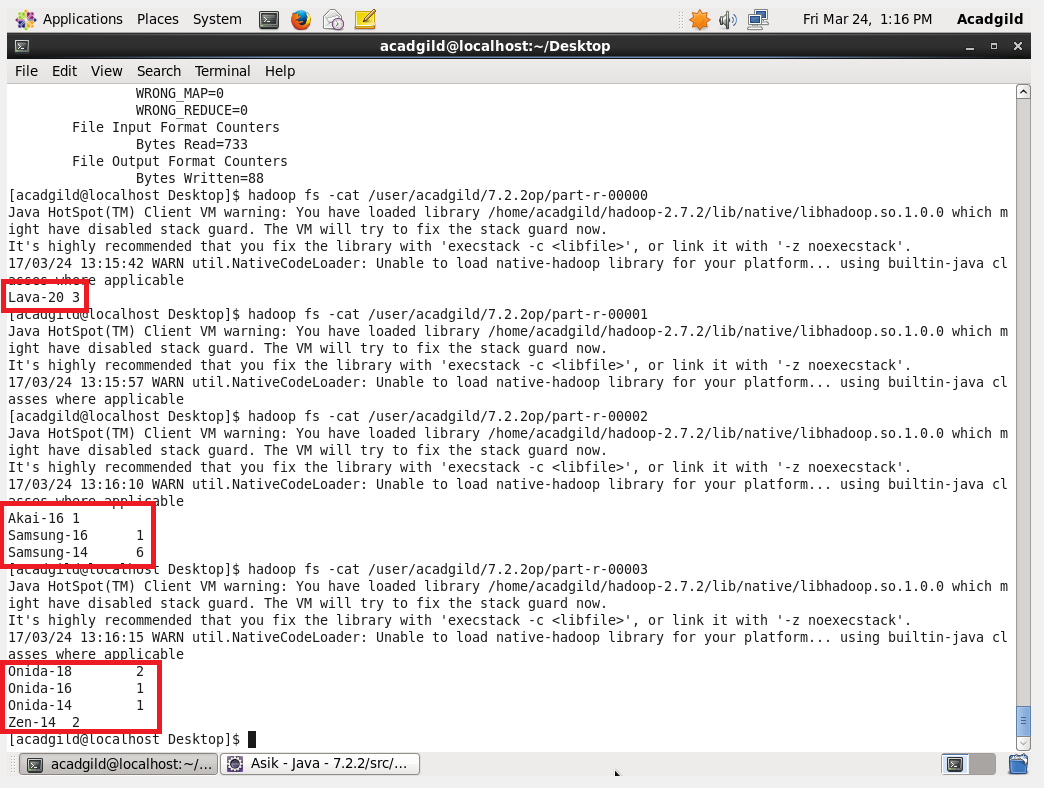 Applications Places System Fri Mar 24, 1:16 PM Acadgild
acadgild@localhost:~/Desktop
File Edit View Search Terminal Help
WRONG_MAP=0
WRONG_REDUCE=0
File Input Format Counters
Bytes Read=733
File Output Format Counters
Bytes Written=88
[acadgild@localhost Desktop]$ hadoop fs -cat /user/acadgild/7.2.2op/part-r-00000
Java HotSpot(TM) Client VM warning: You have loaded library /home/acadgild/hadoop-2.7.2/lib/native/libhadoop.so.1.0.0 which m
ight have disabled stack guard. The VM will try to fix the stack guard now.
It's highly recommended that you fix the library with 'execstack -c <libfile>', or link it with '-z noexecstack'.
17/03/24 13:15:42 WARN util.NativeCodeLoader: Unable to load native-hadoop library for your platform... using builtin-java cl
asses where applicable
Lava-20 3
[acadgild@localhost Desktop]$ hadoop fs -cat /user/acadgild/7.2.2op/part-r-00001
Java HotSpot(TM) Client VM warning: You have loaded library /home/acadgild/hadoop-2.7.2/lib/native/libhadoop.so.1.0.0 which m
ight have disabled stack guard. The VM will try to fix the stack guard now.
It's highly recommended that you fix the library with 'execstack -c <libfile>', or link it with '-z noexecstack'.
17/03/24 13:15:57 WARN util.NativeCodeLoader: Unable to load native-hadoop library for your platform... using builtin-java cl
asses where applicable
[acadgild@localhost Desktop]$ hadoop fs -cat /user/acadgild/7.2.2op/part-r-00002
Java HotSpot(TM) Client VM warning: You have loaded library /home/acadgild/hadoop-2.7.2/lib/native/libhadoop.so.1.0.0 which m
ight have disabled stack guard. The VM will try to fix the stack guard now.
It's highly recommended that you fix the library with 'execstack -c <libfile>', or link it with '-z noexecstack'.
17/03/24 13:16:10 WARN util.NativeCodeLoader: Unable to load native-hadoop library for your platform... using builtin-java cl
asses where applicable
Akai-16 1
Samsung-16 1
Samsung-14 6
[acadgild@localhost Desktop]$ hadoop fs -cat /user/acadgild/7.2.2op/part-r-00003
Java HotSpot(TM) Client VM warning: You have loaded library /home/acadgild/hadoop-2.7.2/lib/native/libhadoop.so.1.0.0 which m
ight have disabled stack guard. The VM will try to fix the stack guard now.
It's highly recommended that you fix the library with 'execstack -c <libfile>', or link it with '-z noexecstack'.
17/03/24 13:16:15 WARN util.NativeCodeLoader: Unable to load native-hadoop library for your platform... using builtin-java cl
asses where applicable
Onida-18 2
Onida-16 1
Onida-14 1
Zen-14 2
[acadgild@localhost Desktop]$
acadgild@localhost:~/... Asik - Java - 7.2.2/src/...